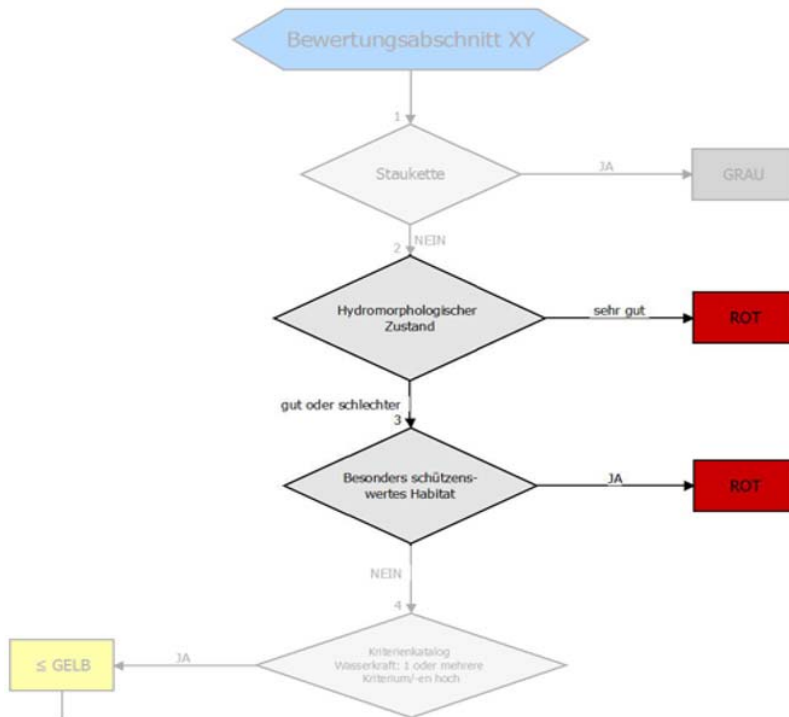 Bewertungsabschnitt XY
1
Staukette
JA
GRAU
NEIN
2
Hydromorphologischer
Zustand
sehr gut
ROT
gut oder schlechter
3
Besonders schützens-
wertes Habitat
JA
ROT
NEIN
4
Kriterienkatalog
Wasserkraft: 1 oder mehrere
Kriterium/-en hoch
JA
≤ GELB